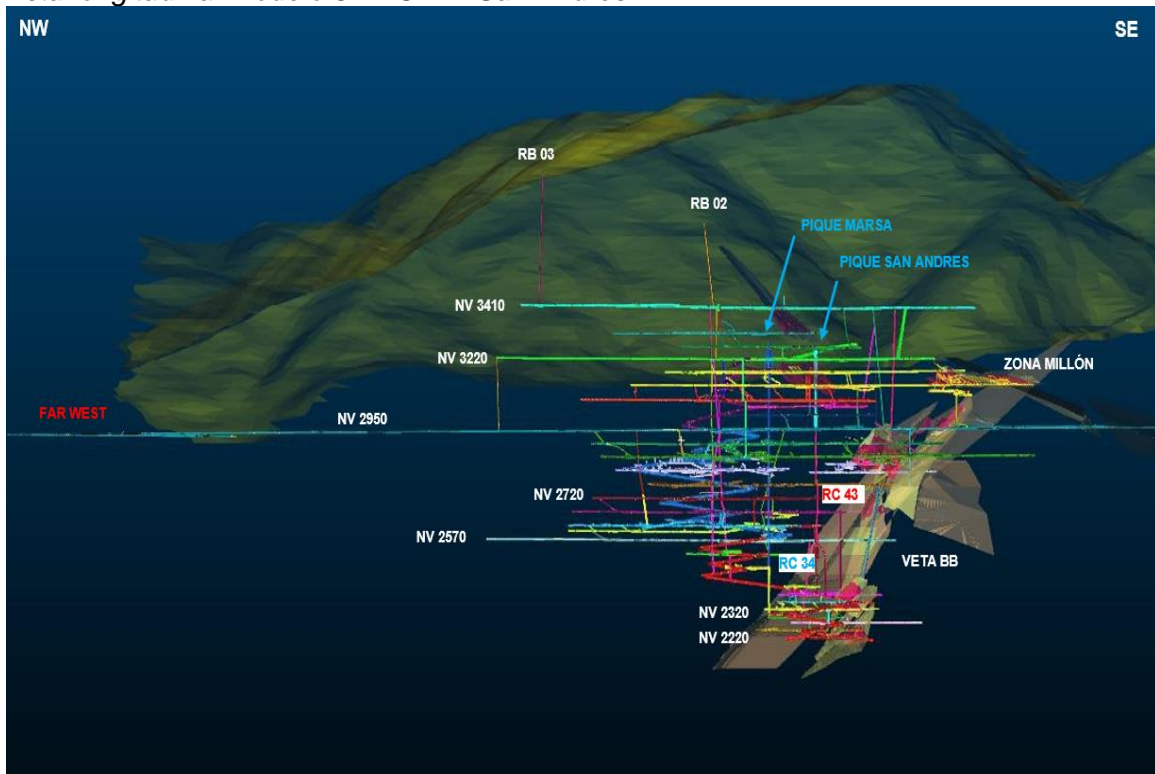 NW
SE
RB 03
RB 02
PIQUE MARSA
PIQUE SAN ANDRES
NV 3410
NV 3220
ZONA MILLÓN
FAR WEST
NV 2950
NV 2720
RC 43
NV 2570
RC 34
VETA BB
NV 2320
NV 2220